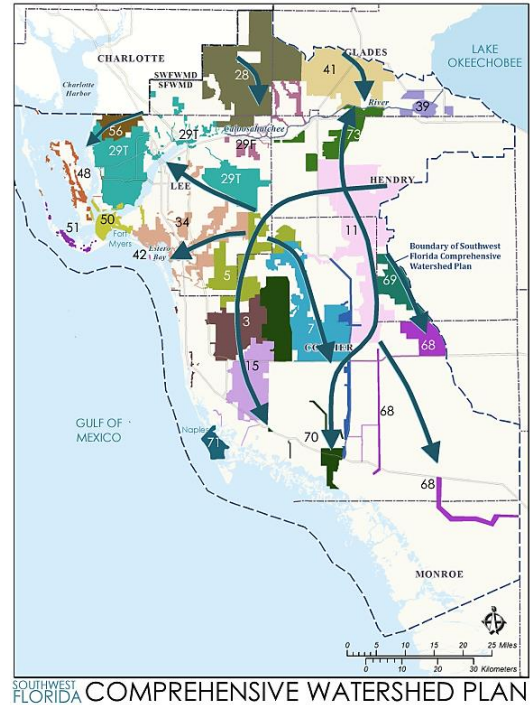 CHARLOTTE
GLADES
LAKE
OKEECHOBEE
28
41
SWFWMD
SFWMD
Charlotte
Harbor
River
39
56
29T
Caloosahatchee
73
29T
29F
48
LEE
29T
HENDRY
51
50
34
11
Fort
Myers
42
Estero
Bay
Boundary of Southwest
Florida Comprehensive
Watershed Plan
5
69
3
7
COLLIER
68
15
68
GULF OF
MEXICO
Naples
71
70
68
MONROE
N
0 5 10 15 20 25 Miles
0 10 20 30 Kilometers
SOUTHWEST
FLORIDA COMPREHENSIVE WATERSHED PLAN